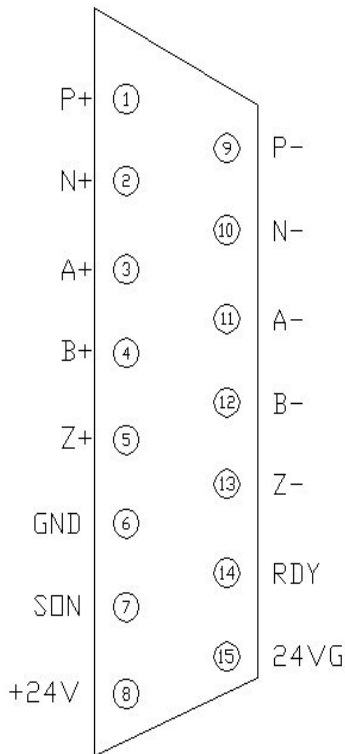 P+ 1
9 P-
N+ 2
10 N-
A+ 3
11 A-
B+ 4
12 B-
Z+ 5
13 Z-
GND 6
14 RDY
SON 7
15 24VG
+24V 8